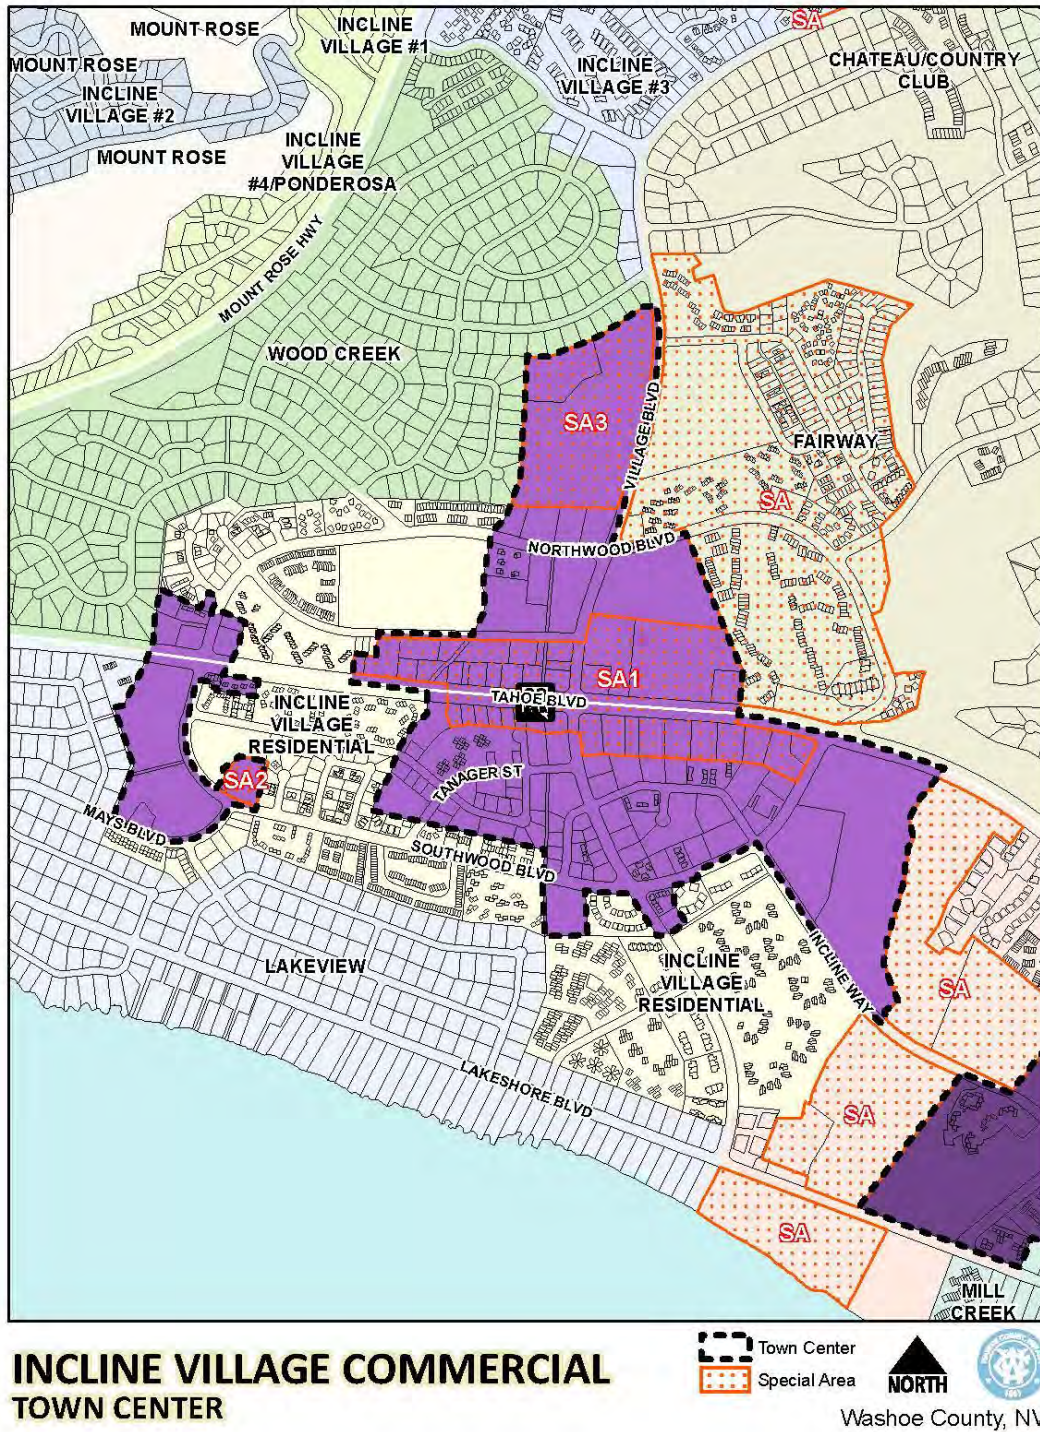 MOUNT ROSE
INCLINE
VILLAGE #1
SA
MOUNT ROSE
INCLINE
VILLAGE #2
INCLINE
VILLAGE #3
CHATEAU/COUNTRY
CLUB
MOUNT ROSE
INCLINE
VILLAGE
#4/PONDEROSA
MOUNT ROSE HWY
WOOD CREEK
SA3
VILLAGE BLVD
FAIRWAY
SA
NORTHWOOD BLVD
SA1
TAHOE BLVD
INCLINE
VILLAGE
RESIDENTIAL
SA2
TANAGER ST
MAYS BLVD
SOUTHWOOD BLVD
LAKEVIEW
INCLINE
VILLAGE
RESIDENTIAL
INCLINE WAY
SA
LAKESHORE BLVD
SA
SA
MILL
CREEK
INCLINE VILLAGE COMMERCIAL
TOWN CENTER
Town Center
Special Area
NORTH
Washoe County, NV